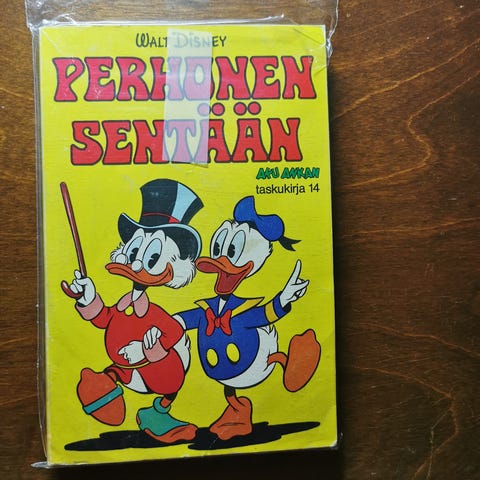 WALT DISNEY
PERHONEN
SENTÄÄN
AKU ANKAN
taskukirja 14